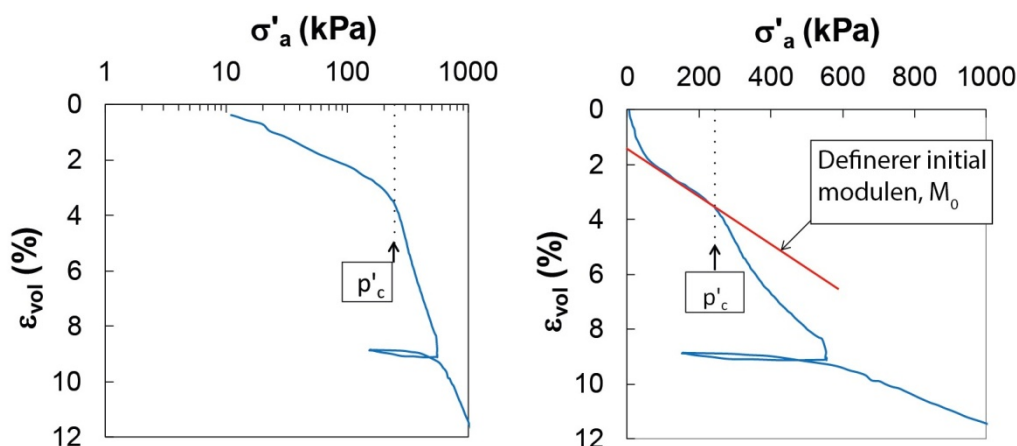 σ'a (kPa)
1 10 100 1000
0
2
4
6
8
10
12
εvol (%)
p'c
σ'a (kPa)
0 200 400 600 800 1000
0
2
4
6
8
10
12
εvol (%)
Definerer initial
modulen, M0
p'c